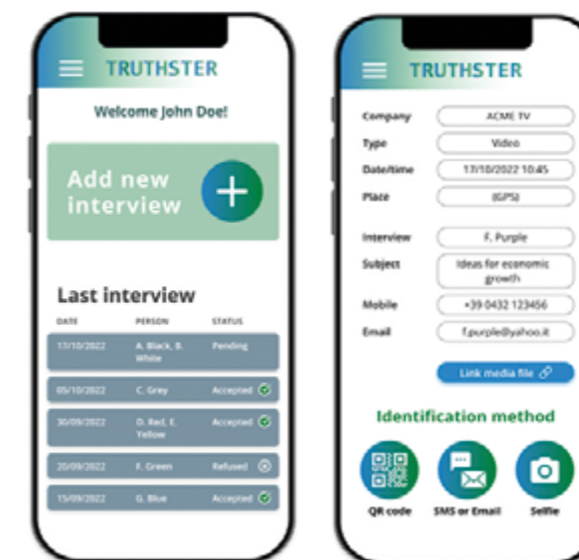 TRUTHSTER
Welcome John Doe!
Add new
interview
Last interview
DATE PERSON STATUS
17/10/2022 A. Black, B. White Pending
05/10/2022 C. Grey Accepted
30/09/2022 D. Red, E. Yellow Accepted
20/09/2022 F. Green Refused
15/09/2022 G. Blue Accepted
TRUTHSTER
Company ACME TV
Type Video
Date/time 17/10/2022 10:45
Place (GPS)
Interview F. Purple
Subject Ideas for economic
growth
Mobile +39 0432 123456
Email f.purple@yahoo.it
Link media file
Identification method
QR code SMS or Email Selfie